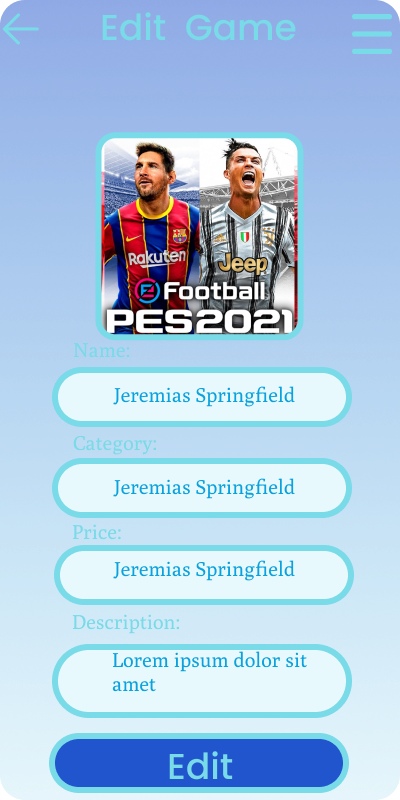 Edit Game
Rakuten
Jeep
Football
PES2021
Name:
Jeremias Springfield
Category:
Jeremias Springfield
Price:
Jeremias Springfield
Description:
Lorem ipsum dolor sit
amet
Edit